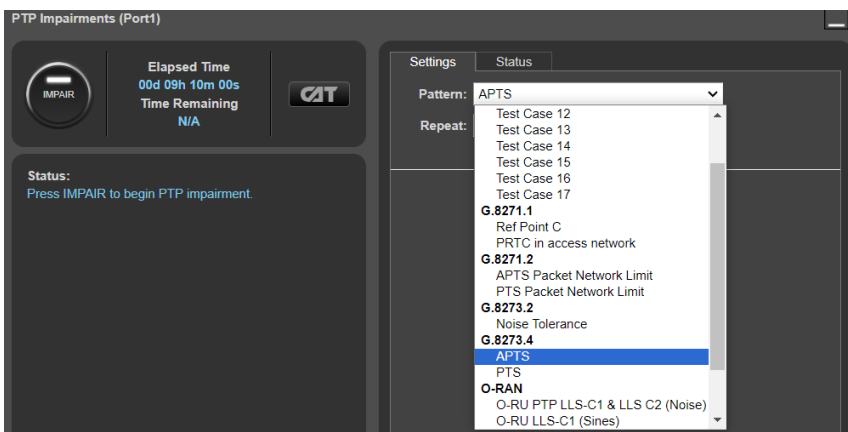 PTP Impairments (Port1)
IMPAIR
Elapsed Time
00d 09h 10m 00s
Time Remaining
N/A
CAT
Status:
Press IMPAIR to begin PTP impairment.
Settings Status
Pattern: APTS
Repeat:
Test Case 12
Test Case 13
Test Case 14
Test Case 15
Test Case 16
Test Case 17
G.8271.1
Ref Point C
PRTC in access network
G.8271.2
APTS Packet Network Limit
PTS Packet Network Limit
G.8273.2
Noise Tolerance
G.8273.4
APTS
PTS
O-RAN
O-RU PTP LLS-C1 & LLS C2 (Noise)
O-RU LLS-C1 (Sines)